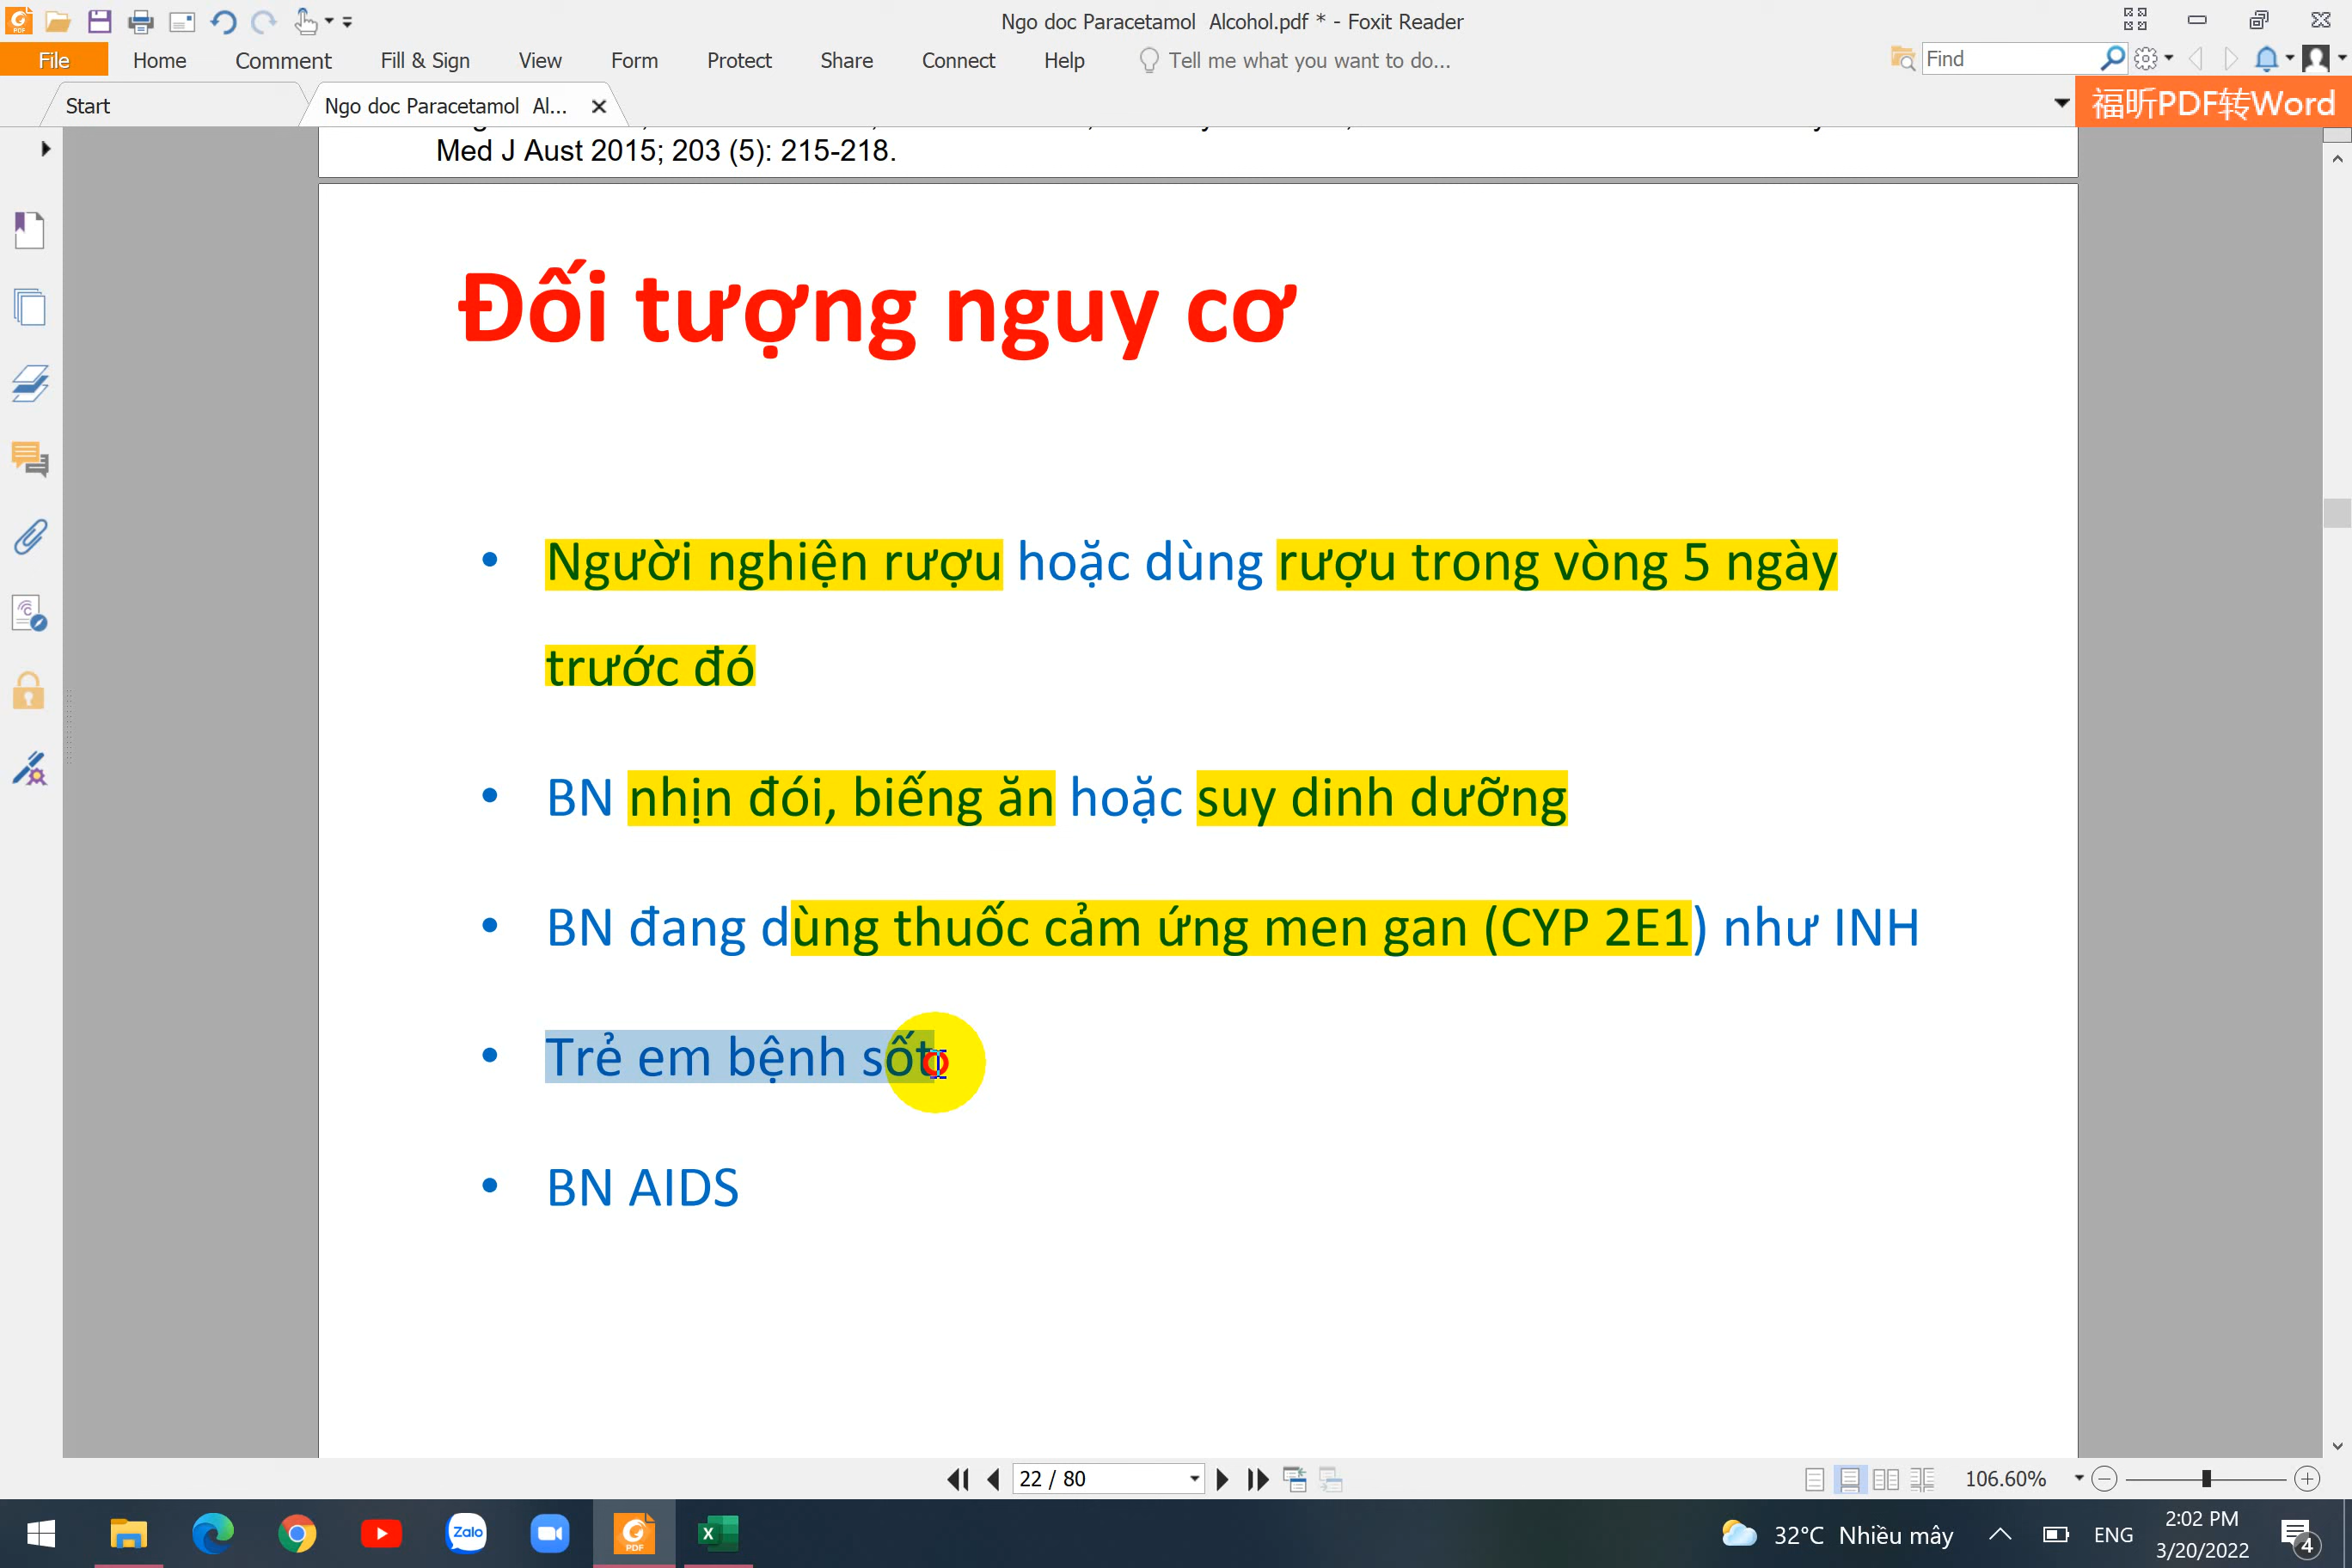 Ngo doc Paracetamol Alcohol.pdf * - Foxit Reader
File Home Comment Fill & Sign View Form Protect Share Connect Help Tell me what you want to do... Find
Start Ngo doc Paracetamol Al... 福昕PDF转Word
Med J Aust 2015; 203 (5): 215-218.
Đối tượng nguy cơ
• Người nghiện rượu hoặc dùng rượu trong vòng 5 ngày
trước đó
• BN nhịn đói, biếng ăn hoặc suy dinh dưỡng
• BN đang dùng thuốc cảm ứng men gan (CYP 2E1) như INH
• Trẻ em bệnh sốt
• BN AIDS
22 / 80 106.60%
Zalo PDF 32°C Nhiều mây ENG 2:02 PM
3/20/2022 4